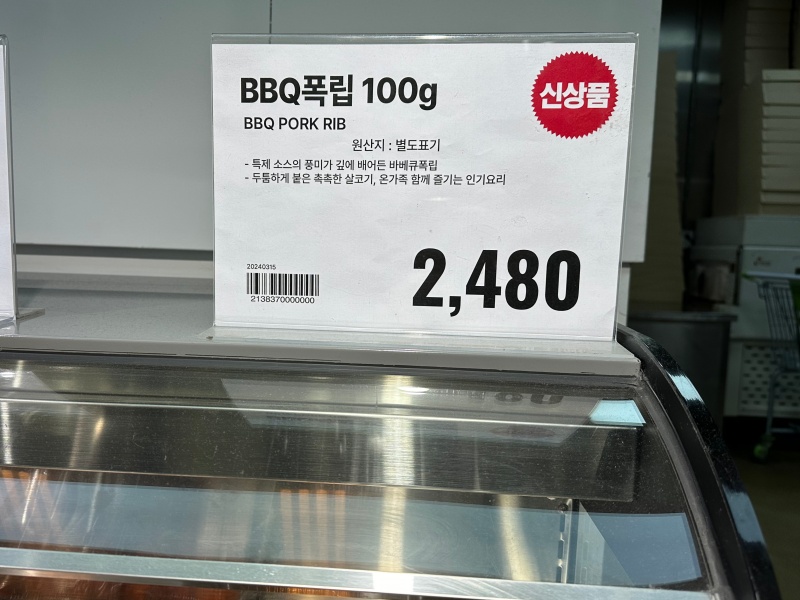 BBQ폭립 100g
신상품
BBQ PORK RIB
원산지 : 별도표기
- 특제 소스의 풍미가 깊에 배어든 바베큐폭립
- 두툼하게 붙은 촉촉한 살코기, 온가족 함께 즐기는 인기요리
20240315
2138370000000
2,480